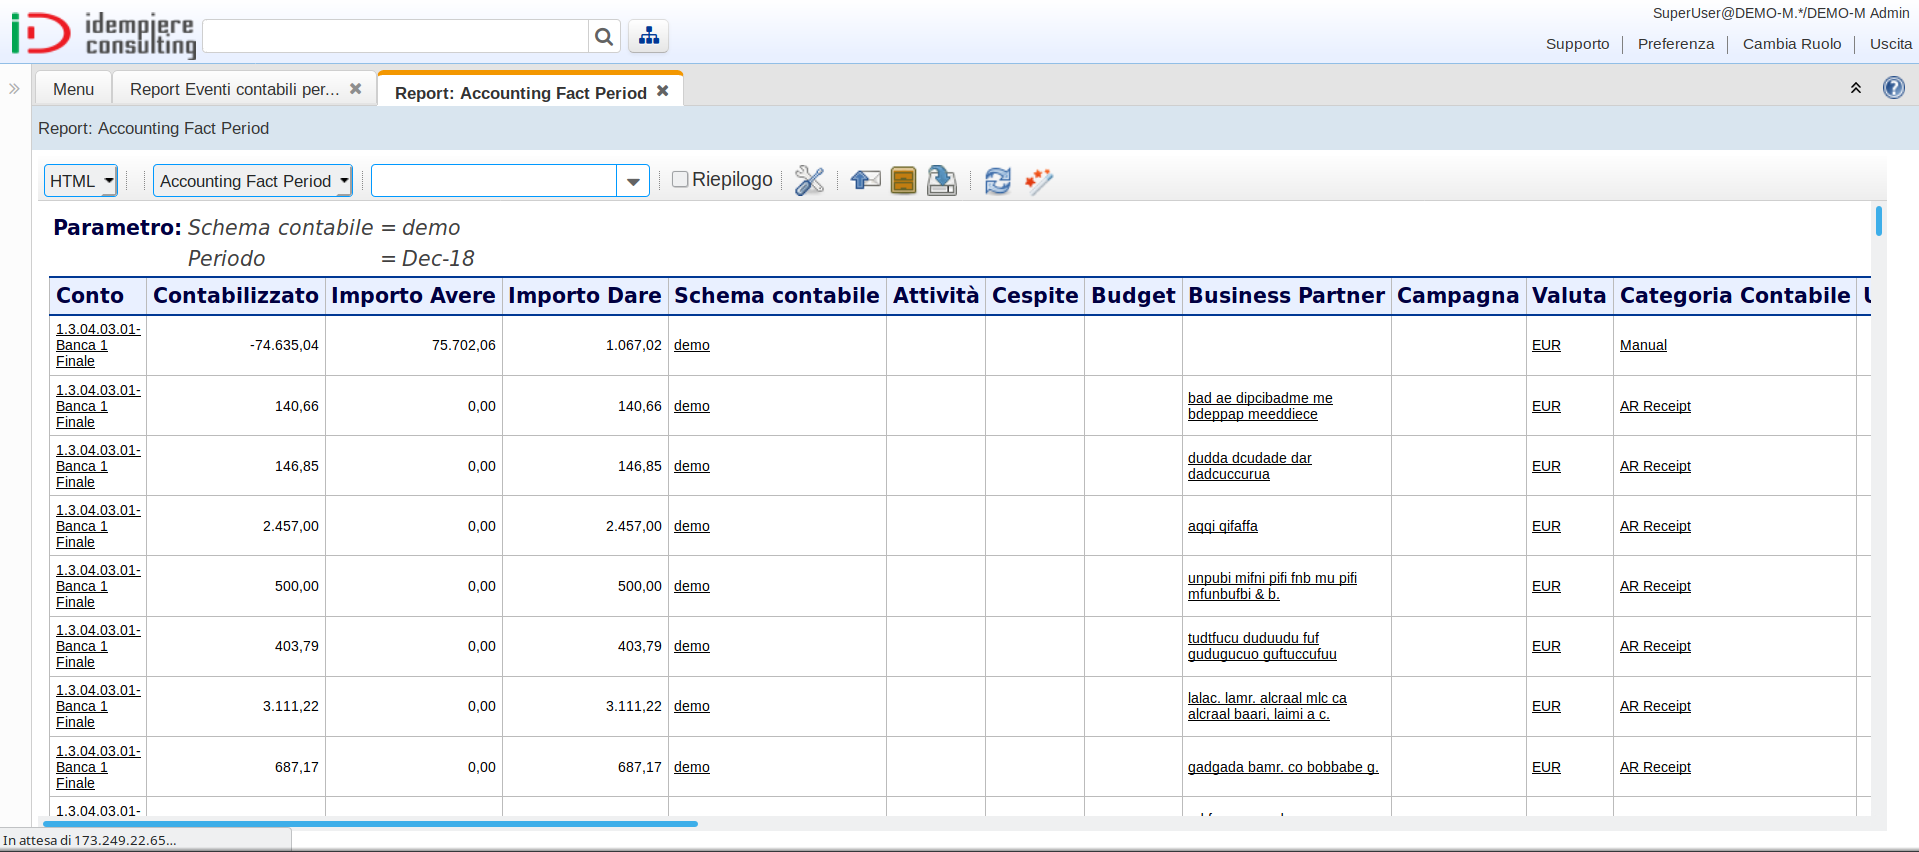 idempiere
consulting
SuperUser@DEMO-M.*/DEMO-M Admin
Supporto Preferenza Cambia Ruolo Uscita
Menu Report Eventi contabili per... Report: Accounting Fact Period
Report: Accounting Fact Period
HTML Accounting Fact Period Riepilogo
Parametro: Schema contabile = demo
Periodo = Dec-18
Conto Contabilizzato Importo Avere Importo Dare Schema contabile Attività Cespite Budget Business Partner Campagna Valuta Categoria Contabile
1.3.04.03.01-
Banca 1
Finale
-74.635,04 75.702,06 1.067,02 demo EUR Manual
1.3.04.03.01-
Banca 1
Finale
140,66 0,00 140,66 demo
bad ae dipcibadme me
bdeppap meeddiece
EUR AR Receipt
1.3.04.03.01-
Banca 1
Finale
146,85 0,00 146,85 demo
dudda dcudade dar
dadcuccurua
EUR AR Receipt
1.3.04.03.01-
Banca 1
Finale
2.457,00 0,00 2.457,00 demo
aqqi qifaffa
EUR AR Receipt
1.3.04.03.01-
Banca 1
Finale
500,00 0,00 500,00 demo
unpubi mifni pifi fnb mu pifi
mfunbufbi & b.
EUR AR Receipt
1.3.04.03.01-
Banca 1
Finale
403,79 0,00 403,79 demo
tudtfucu duduudu fuf
gudugucuo guftuccufuu
EUR AR Receipt
1.3.04.03.01-
Banca 1
Finale
3.111,22 0,00 3.111,22 demo
lalac. lamr. alcraal mlc ca
alcraal baari, laimi a c.
EUR AR Receipt
1.3.04.03.01-
Banca 1
Finale
687,17 0,00 687,17 demo
gadgada bamr. co bobbabe g.
EUR AR Receipt
1.3.04.03.01-
In attesa di 173.249.22.65...